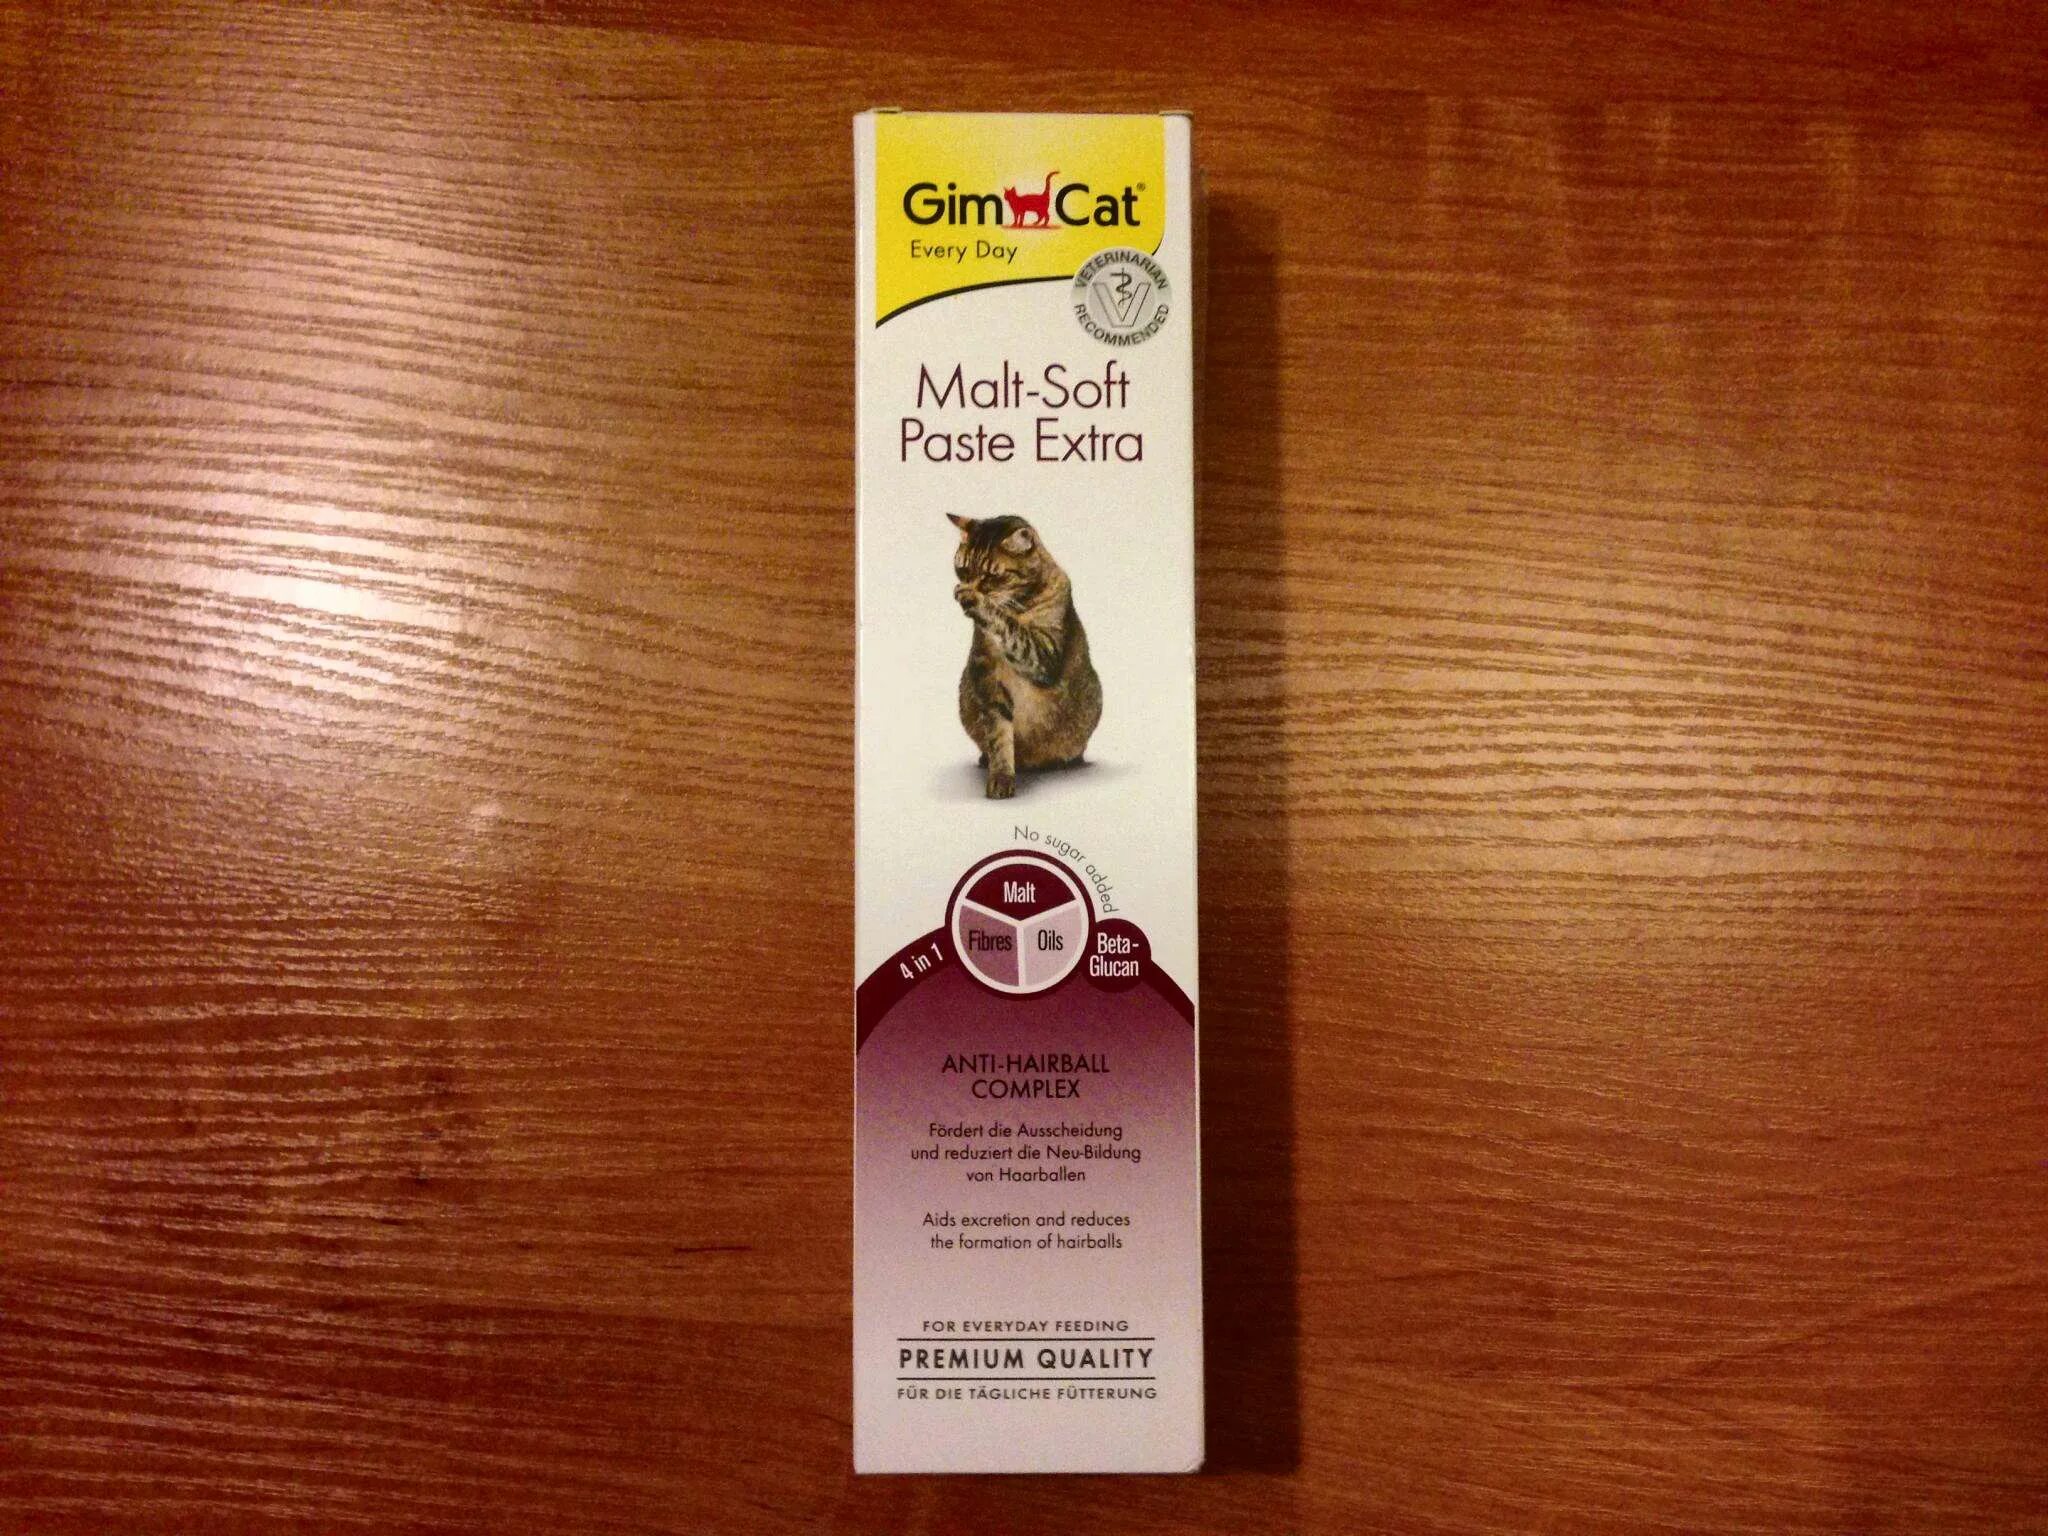 GimCat®
Every Day
VETERINARIAN
RECOMMENDED
V
Malt-Soft
Paste Extra
No sugar added
Malt
Fibres
Oils
4 in 1
Beta-
Glucan
ANTI-HAIRBALL
COMPLEX
Fördert die Ausscheidung
und reduziert die Neu-Bildung
von Haarballen
Aids excretion and reduces
the formation of hairballs
FOR EVERYDAY FEEDING
PREMIUM QUALITY
FÜR DIE TÄGLICHE FÜTTERUNG